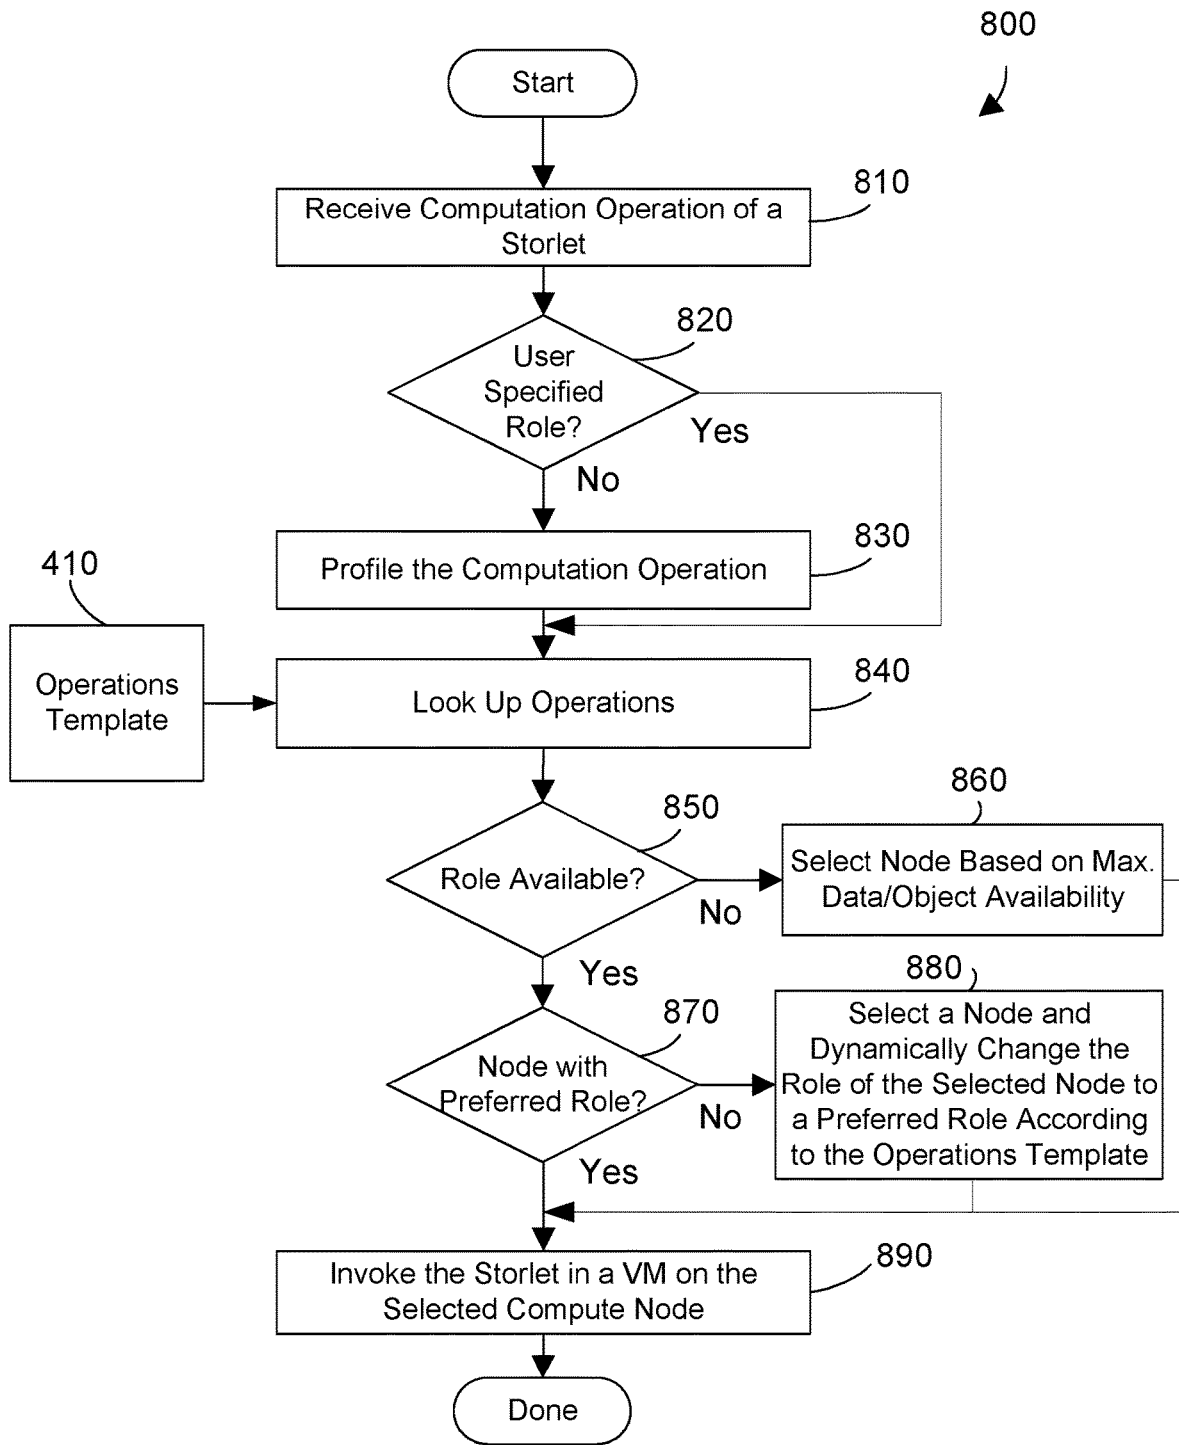 800
Start
810
Receive Computation Operation of a
Storlet
820
User
Specified
Role?
Yes
No
830
Profile the Computation Operation
410
Operations
Template
840
Look Up Operations
850
Role Available?
No
Yes
860
Select Node Based on Max.
Data/Object Availability
870
Node with
Preferred Role?
No
Yes
880
Select a Node and
Dynamically Change the
Role of the Selected Node to
a Preferred Role According
to the Operations Template
890
Invoke the Storlet in a VM on the
Selected Compute Node
Done